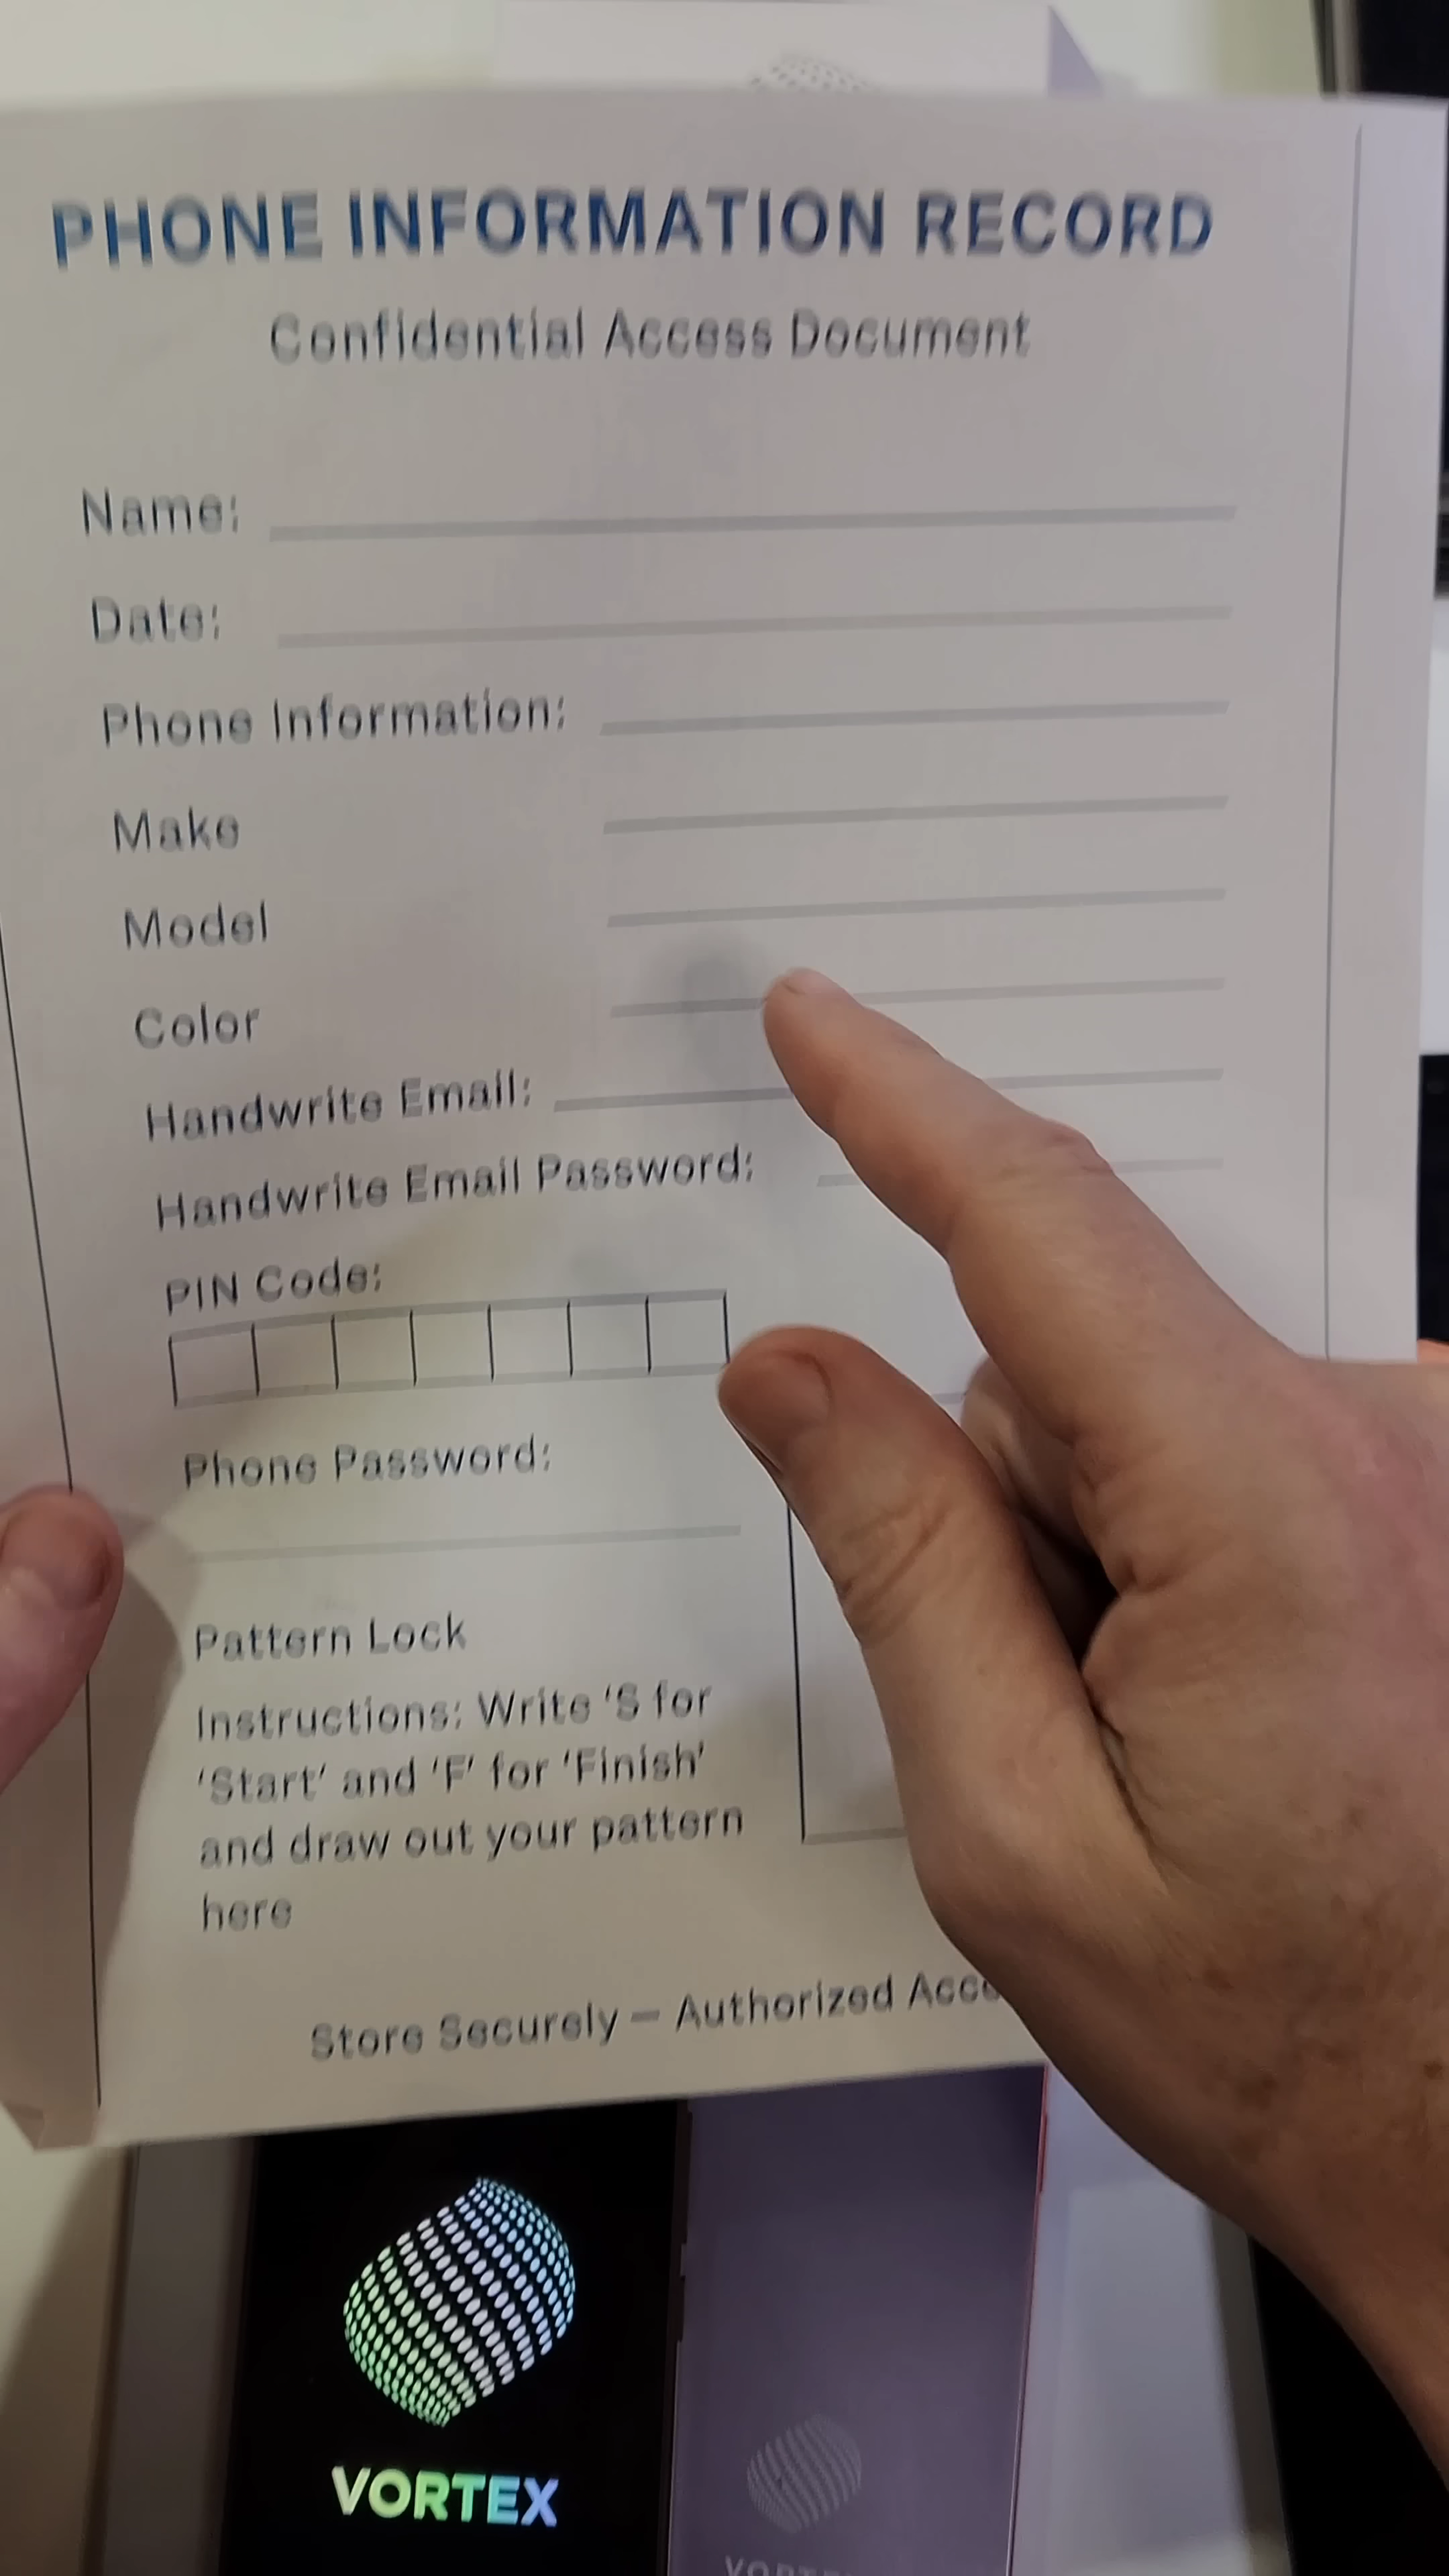 PHONE INFORMATION RECORD
Confidential Access Document
Name:
Date:
Phone Information:
Make
Model
Color
Handwrite Email:
Handwrite Email Password:
PIN Code:
Phone Password:
Pattern Lock
Instructions: Write 'S for
'Start' and 'F' for 'Finish'
and draw out your pattern
here
Store Securely – Authorized
VORTEX